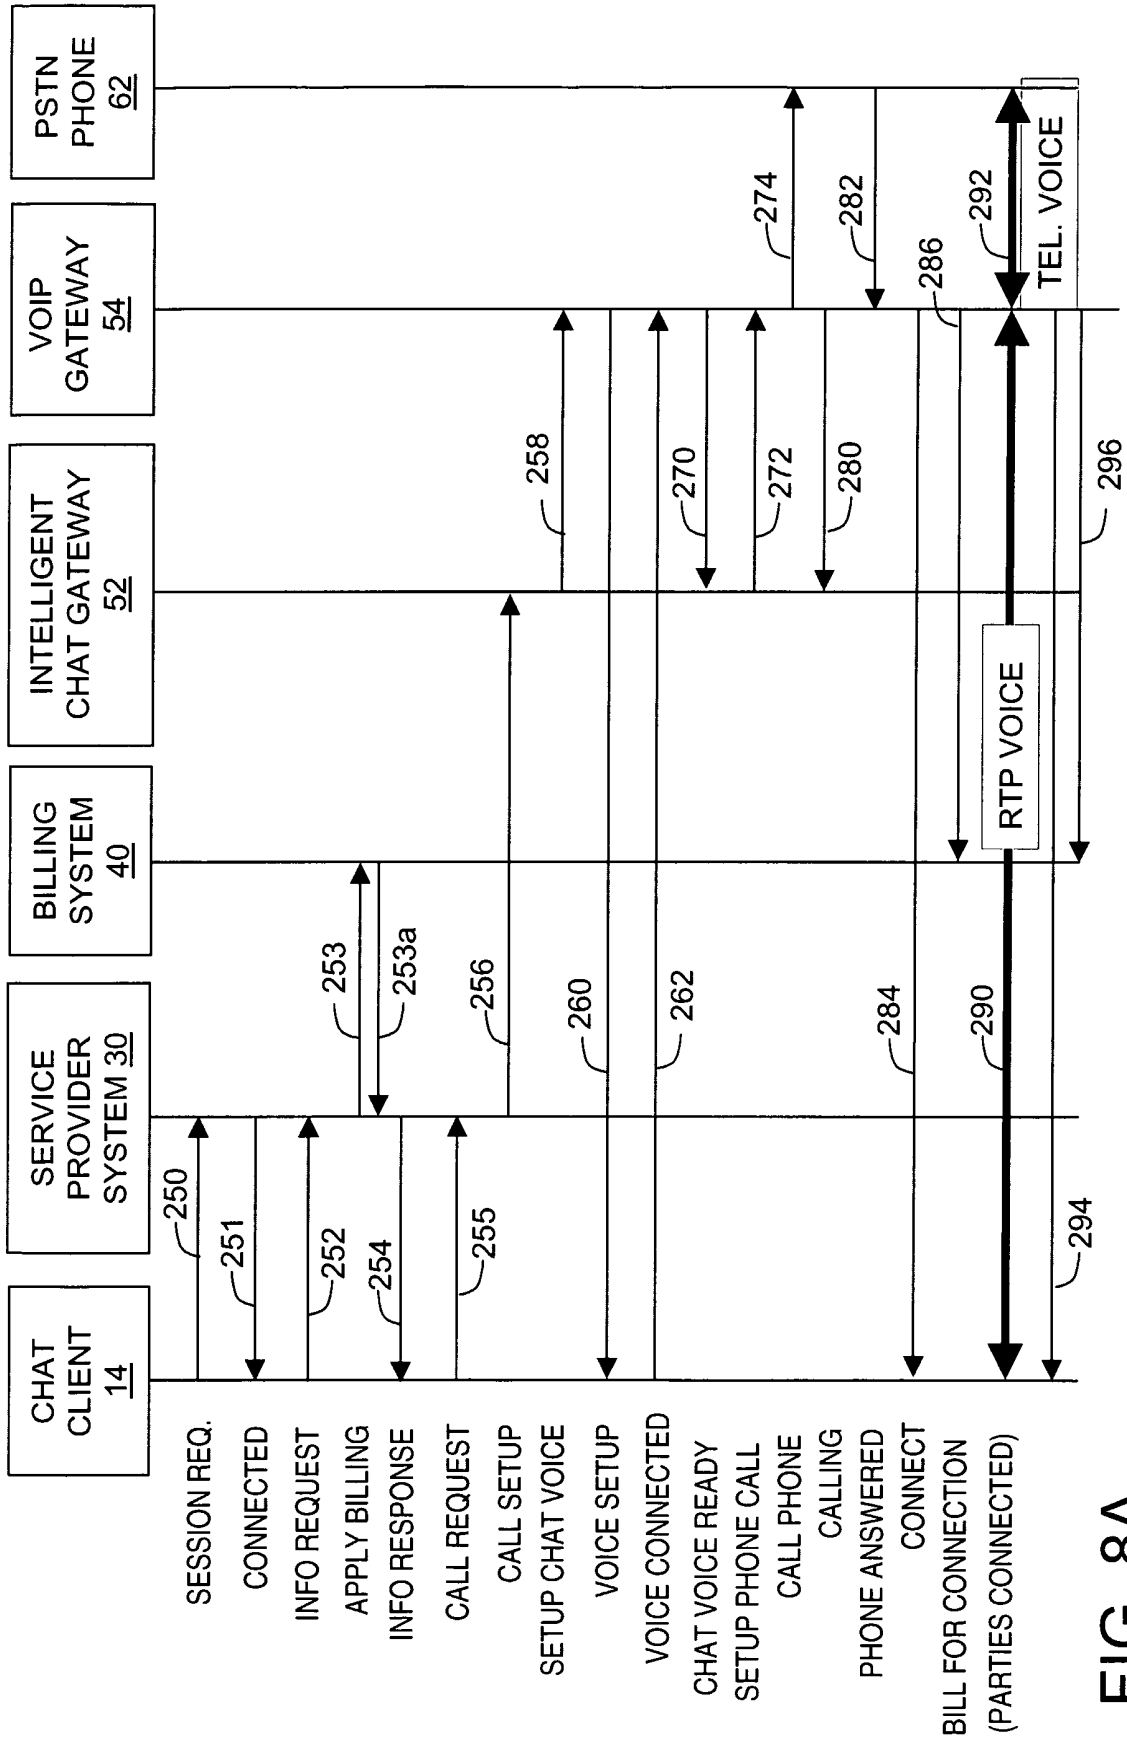 CHAT
CLIENT
14
SERVICE
PROVIDER
SYSTEM 30
BILLING
SYSTEM
40
INTELLIGENT
CHAT GATEWAY
52
VOIP
GATEWAY
54
PSTN
PHONE
62
SESSION REQ.
250
CONNECTED
251
INFO REQUEST
252
APPLY BILLING
253
253a
INFO RESPONSE
254
CALL REQUEST
255
CALL SETUP
256
SETUP CHAT VOICE
258
VOICE SETUP
260
VOICE CONNECTED
262
CHAT VOICE READY
270
SETUP PHONE CALL
272
CALL PHONE
274
CALLING
280
PHONE ANSWERED
282
CONNECT
284
BILL FOR CONNECTION
286
(PARTIES CONNECTED)
290
RTP VOICE
292
TEL. VOICE
294
296
FIG. 8A